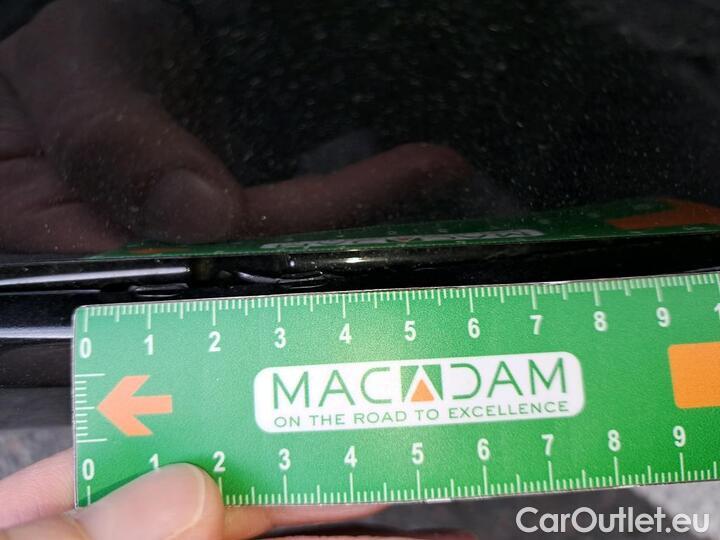 0 1 2 3 4 5 6 7 8 9
MACADAM
ON THE ROAD TO EXCELLENCE
0 1 2 3 4 5 6 7 8 9
CarOutlet.eu